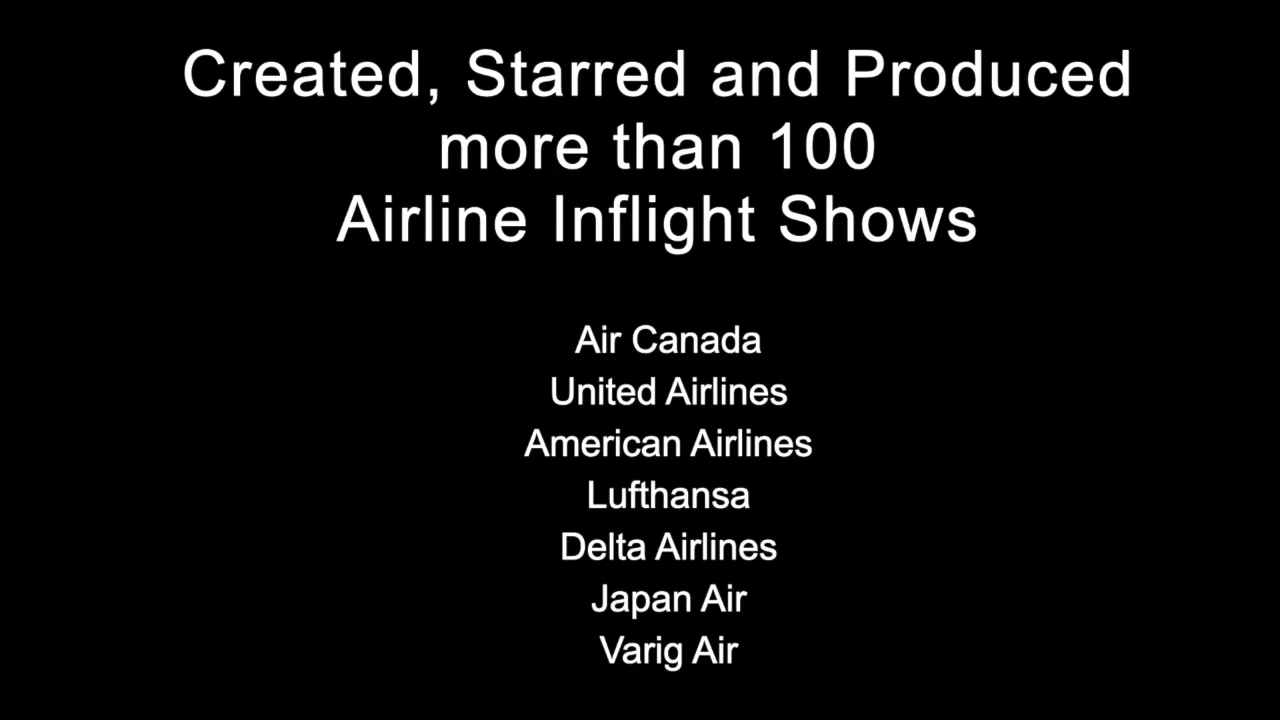 Created, Starred and Produced
more than 100
Airline Inflight Shows
Air Canada
United Airlines
American Airlines
Lufthansa
Delta Airlines
Japan Air
Varig Air